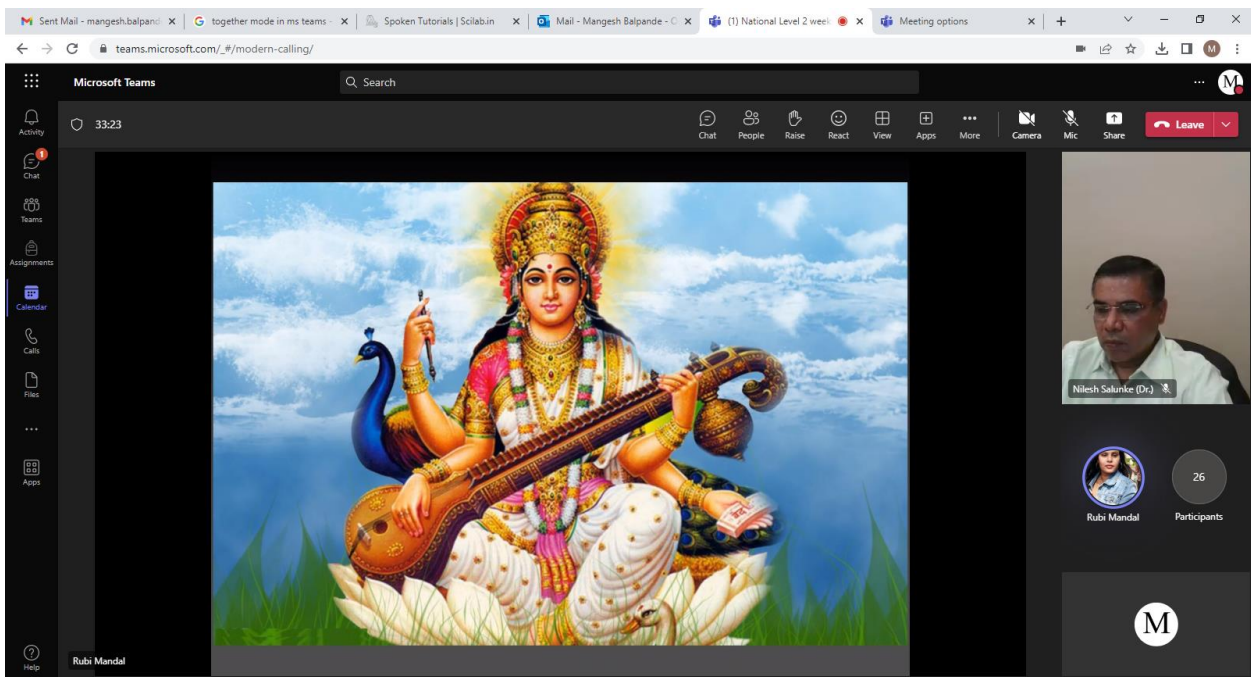 Sent Mail - mangesh.balpand
together mode in ms teams -
Spoken Tutorials | Scilab.in
Mail - Mangesh Balpande - O
(1) National Level 2 week
Meeting options
teams.microsoft.com/_#/modern-calling/
M
Microsoft Teams
Search
M
33:23
Chat
People
Raise
React
View
Apps
More
Camera
Mic
Share
Leave
Activity
1
Chat
Teams
Assignments
Calendar
Calls
Files
Apps
Help
Nilesh Salunke (Dr.)
Rubi Mandal
26
Participants
M
Rubi Mandal